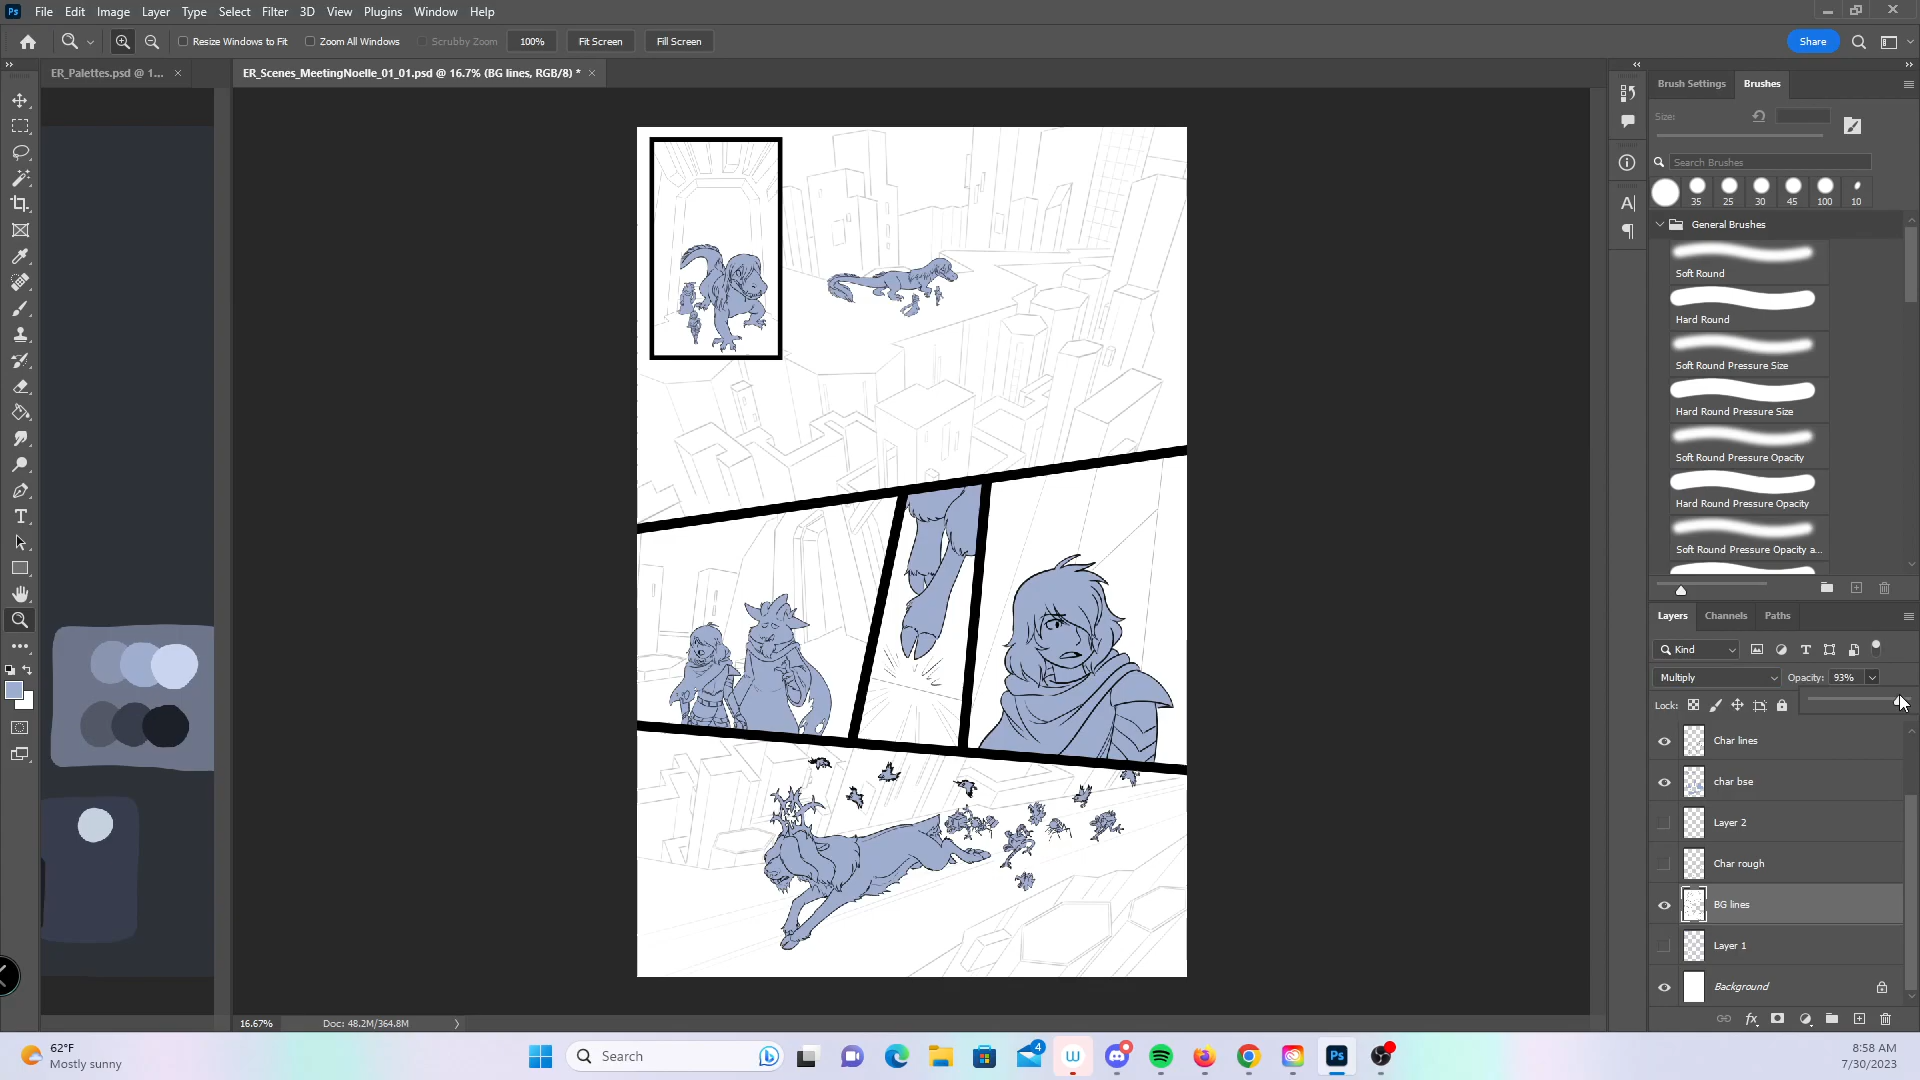 Ps File Edit Image Layer Type Select Filter 3D View Plugins Window Help
Resize Windows to Fit Zoom All Windows Scrubby Zoom 100% Fit Screen Fill Screen Share
ER_Palettes.psd @ 1... × ER_Scenes_MeetingNoelle_01_01.psd @ 16.7% (BG lines, RGB/8) * ×
Brush Settings Brushes
Size:
Search Brushes
35 25 30 45 100 10
General Brushes
Soft Round
Hard Round
Soft Round Pressure Size
Hard Round Pressure Size
Soft Round Pressure Opacity
Hard Round Pressure Opacity
Soft Round Pressure Opacity a...
Layers Channels Paths
Kind
Multiply Opacity: 93%
Lock:
Char lines
char bse
Layer 2
Char rough
BG lines
Layer 1
Background
16.67% Doc: 48.2M/364.8M
62°F
Mostly sunny
Search
4
Ps
8:58 AM
7/30/2023